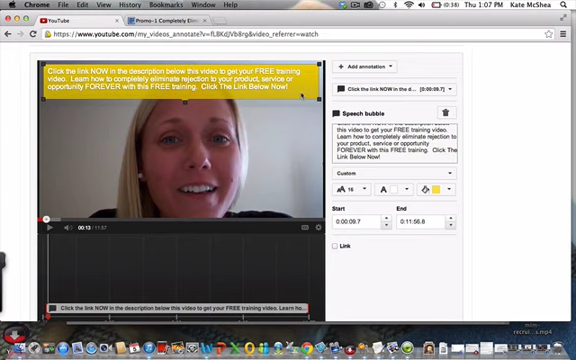 Chrome File Edit View History Bookmarks Window Help
(0:38) Thu 1:07 PM Kate McShea
YouTube
Promo-1 Completely Elimin
https://www.youtube.com/my_videos_annotate?v=fLBKdjVb8rg&video_referrer=watch
Click the link NOW in the description below this video to get your FREE training
video. Learn how to completely eliminate rejection to your product, service or
opportunity FOREVER with this FREE training. Click The Link Below Now!
00:13 / 11:57
Click the link NOW in the description below this video to get your FREE training video. Learn ho...
+ Add annotation
Click the link NOW in the d... [0:00:09.7]
Speech bubble
this video to get your FREE training
video. Learn how to completely
eliminate rejection to your product,
service or opportunity FOREVER
with this FREE training. Click The
Link Below Now!
Custom
16
A
Start
End
0:00:09.7
0:11:56.8
Link
mlm-
recruit
s.mp4